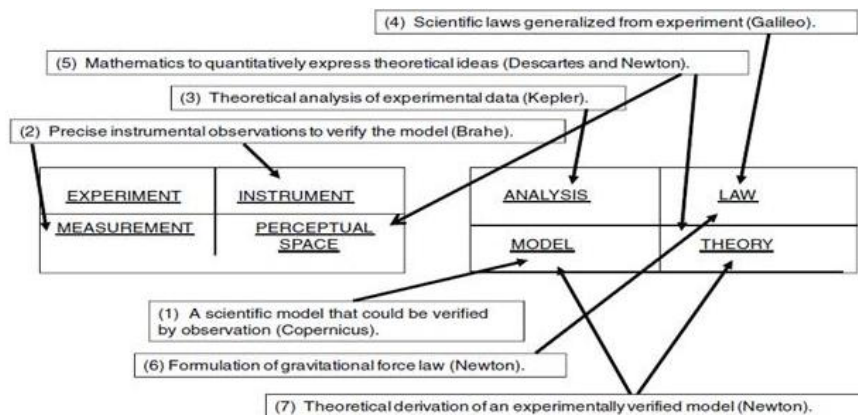 (4) Scientific laws generalized from experiment (Galileo).
(5) Mathematics to quantitatively express theoretical ideas (Descartes and Newton).
(3) Theoretical analysis of experimental data (Kepler).
(2) Precise instrumental observations to verify the model (Brahe).
EXPERIMENT
INSTRUMENT
MEASUREMENT
PERCEPTUAL
SPACE
ANALYSIS
LAW
MODEL
THEORY
(1) A scientific model that could be verified
by observation (Copernicus).
(6) Formulation of gravitational force law (Newton).
(7) Theoretical derivation of an experimentally verified model (Newton).